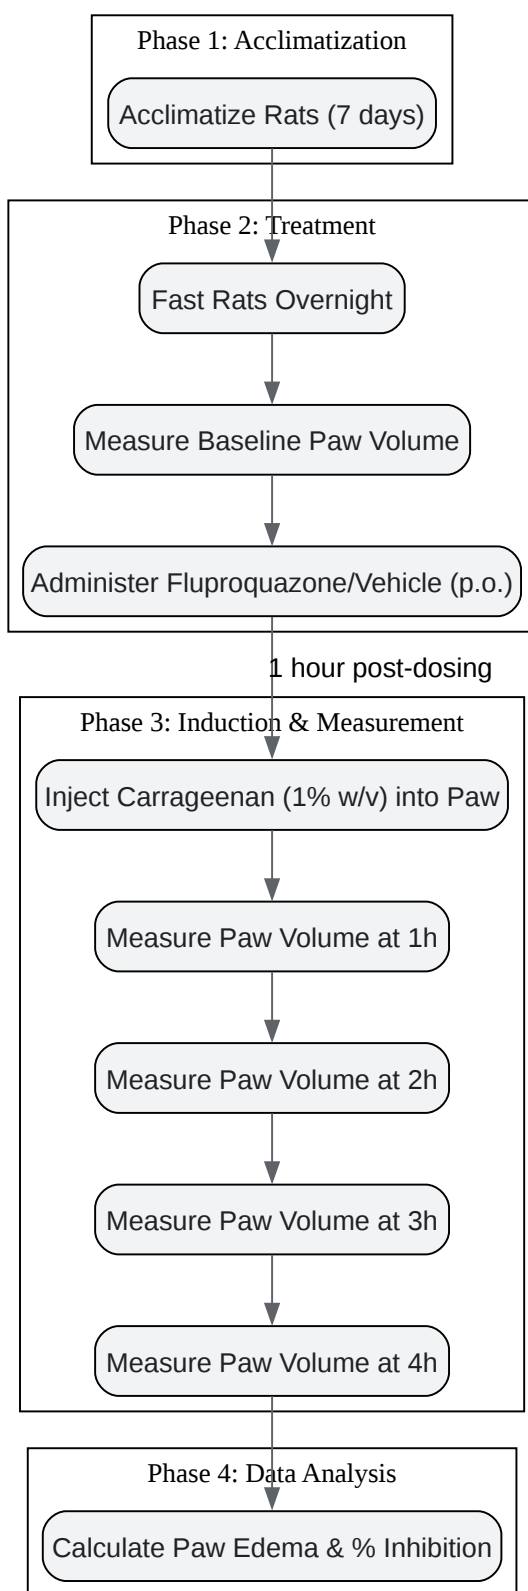 Phase 1: Acclimatization
Acclimatize Rats (7 days)
Phase 2: Treatment
Fast Rats Overnight
Measure Baseline Paw Volume
Administer Fluproquazone/Vehicle (p.o.)
1 hour post-dosing
Phase 3: Induction & Measurement
Inject Carrageenan (1% w/v) into Paw
Measure Paw Volume at 1h
Measure Paw Volume at 2h
Measure Paw Volume at 3h
Measure Paw Volume at 4h
Phase 4: Data Analysis
Calculate Paw Edema & % Inhibition